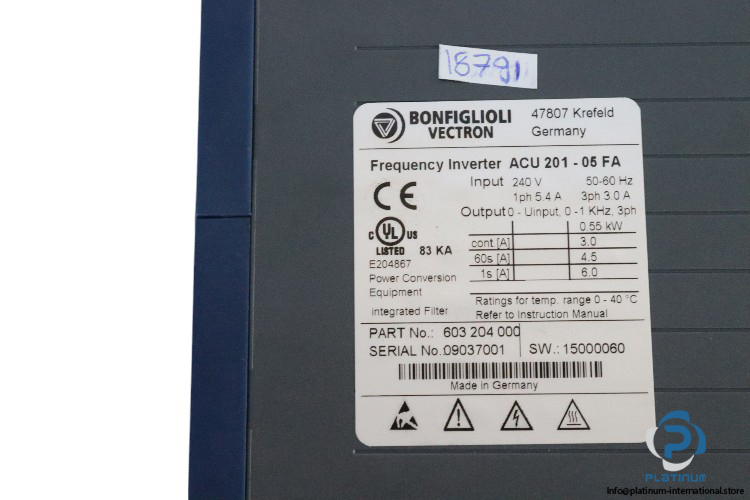 18791
BONFIGLIOLI
VECTRON
47807 Krefeld
Germany
Frequency Inverter ACU 201 - 05 FA
Input 240 V 50-60 Hz
1ph 5.4 A 3ph 3.0 A
Output 0 - Uinput, 0 -1 KHz, 3ph
0.55 kW
cont.[A] 3.0
60s [A] 4.5
1s [A] 6.0
CE
C UL US
LISTED 83 KA
E204867
Power Conversion
Equipment
integrated Filter
Ratings for temp. range 0 - 40 °C
Refer to Instruction Manual
PART No.: 603 204 000
SERIAL No.:09037001 SW.: 15000060
Made in Germany
PLATINUM
Info@platinum-international.store